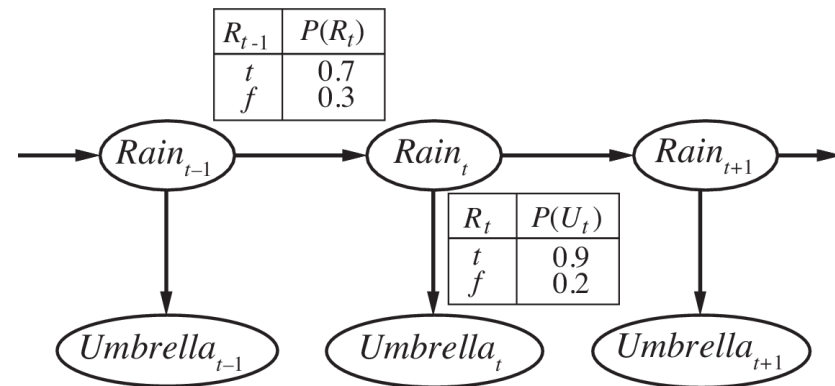 R_{t-1} P(R_t)
t 0.7
f 0.3
Rain_{t–1} Rain_t Rain_{t+1}
R_t P(U_t)
t 0.9
f 0.2
Umbrella_{t–1} Umbrella_t Umbrella_{t+1}